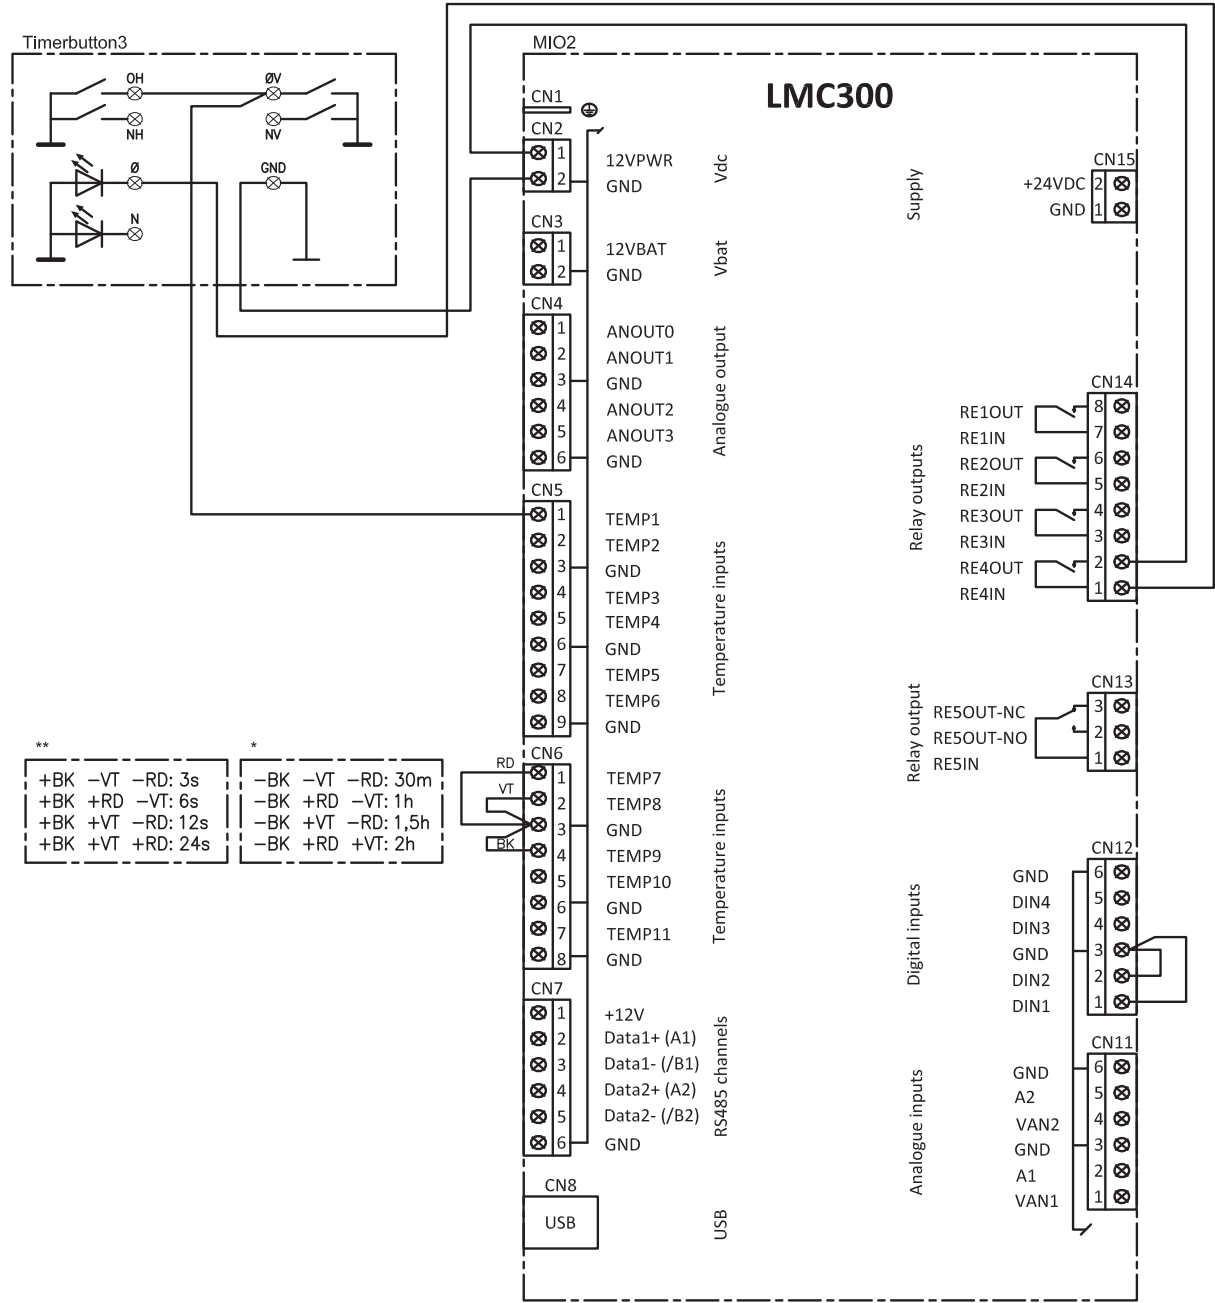 Timerbutton3
OH
ØV
NH
NV
Ø
GND
N
MIO2
LMC300
CN1
CN2
1 12VPWR
2 GND
Vdc
CN3
1 12VBAT
2 GND
Vbat
CN4
1 ANOUT0
2 ANOUT1
3 GND
4 ANOUT2
5 ANOUT3
6 GND
Analogue output
CN5
1 TEMP1
2 TEMP2
3 GND
4 TEMP3
5 TEMP4
6 GND
7 TEMP5
8 TEMP6
9 GND
Temperature inputs
**
+BK -VT -RD: 3s
+BK +RD -VT: 6s
+BK +VT -RD: 12s
+BK +VT +RD: 24s
*
-BK -VT -RD: 30m
-BK +RD -VT: 1h
-BK +VT -RD: 1,5h
-BK +RD +VT: 2h
RD
VT
BK
CN6
1 TEMP7
2 TEMP8
3 GND
4 TEMP9
5 TEMP10
6 GND
7 TEMP11
8 GND
Temperature inputs
CN7
1 +12V
2 Data1+ (A1)
3 Data1- (/B1)
4 Data2+ (A2)
5 Data2- (/B2)
6 GND
RS485 channels
CN8
USB
USB
CN15
Supply
+24VDC 2
GND 1
CN14
RE1OUT 8
RE1IN 7
RE2OUT 6
RE2IN 5
RE3OUT 4
RE3IN 3
RE4OUT 2
RE4IN 1
Relay outputs
CN13
RE5OUT-NC 3
RE5OUT-NO 2
RE5IN 1
Relay output
CN12
GND 6
DIN4 5
DIN3 4
GND 3
DIN2 2
DIN1 1
Digital inputs
CN11
GND 6
A2 5
VAN2 4
GND 3
A1 2
VAN1 1
Analogue inputs